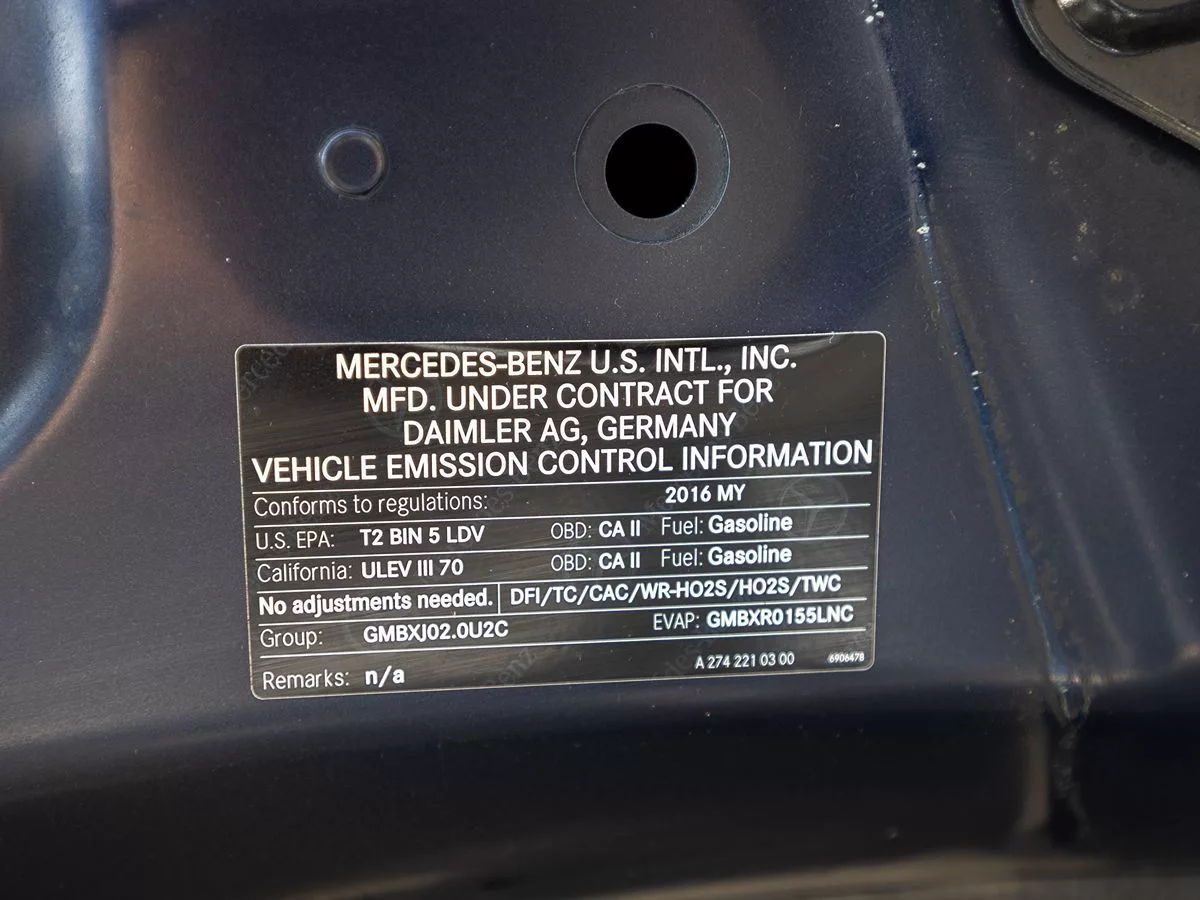 MERCEDES-BENZ U.S. INTL., INC.
MFD. UNDER CONTRACT FOR
DAIMLER AG, GERMANY
VEHICLE EMISSION CONTROL INFORMATION
Conforms to regulations: 2016 MY
U.S. EPA: T2 BIN 5 LDV OBD: CA II Fuel: Gasoline
California: ULEV III 70 OBD: CA II Fuel: Gasoline
No adjustments needed. DFI/TC/CAC/WR-HO2S/HO2S/TWC
Group: GMBXJ02.0U2C EVAP: GMBXR0155LNC
Remarks: n/a A 274 221 03 00 6906478